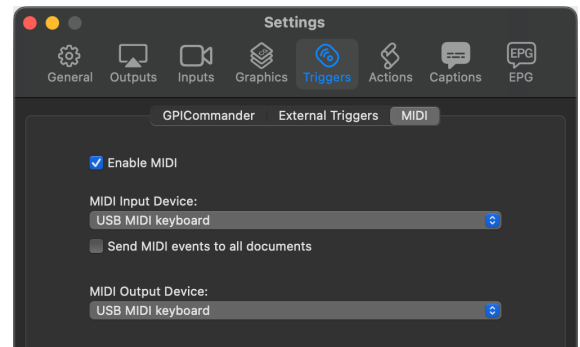 Settings
General Outputs Inputs Graphics Triggers Actions Captions EPG EPG
GPICommander External Triggers MIDI
Enable MIDI
MIDI Input Device:
USB MIDI keyboard
Send MIDI events to all documents
MIDI Output Device:
USB MIDI keyboard